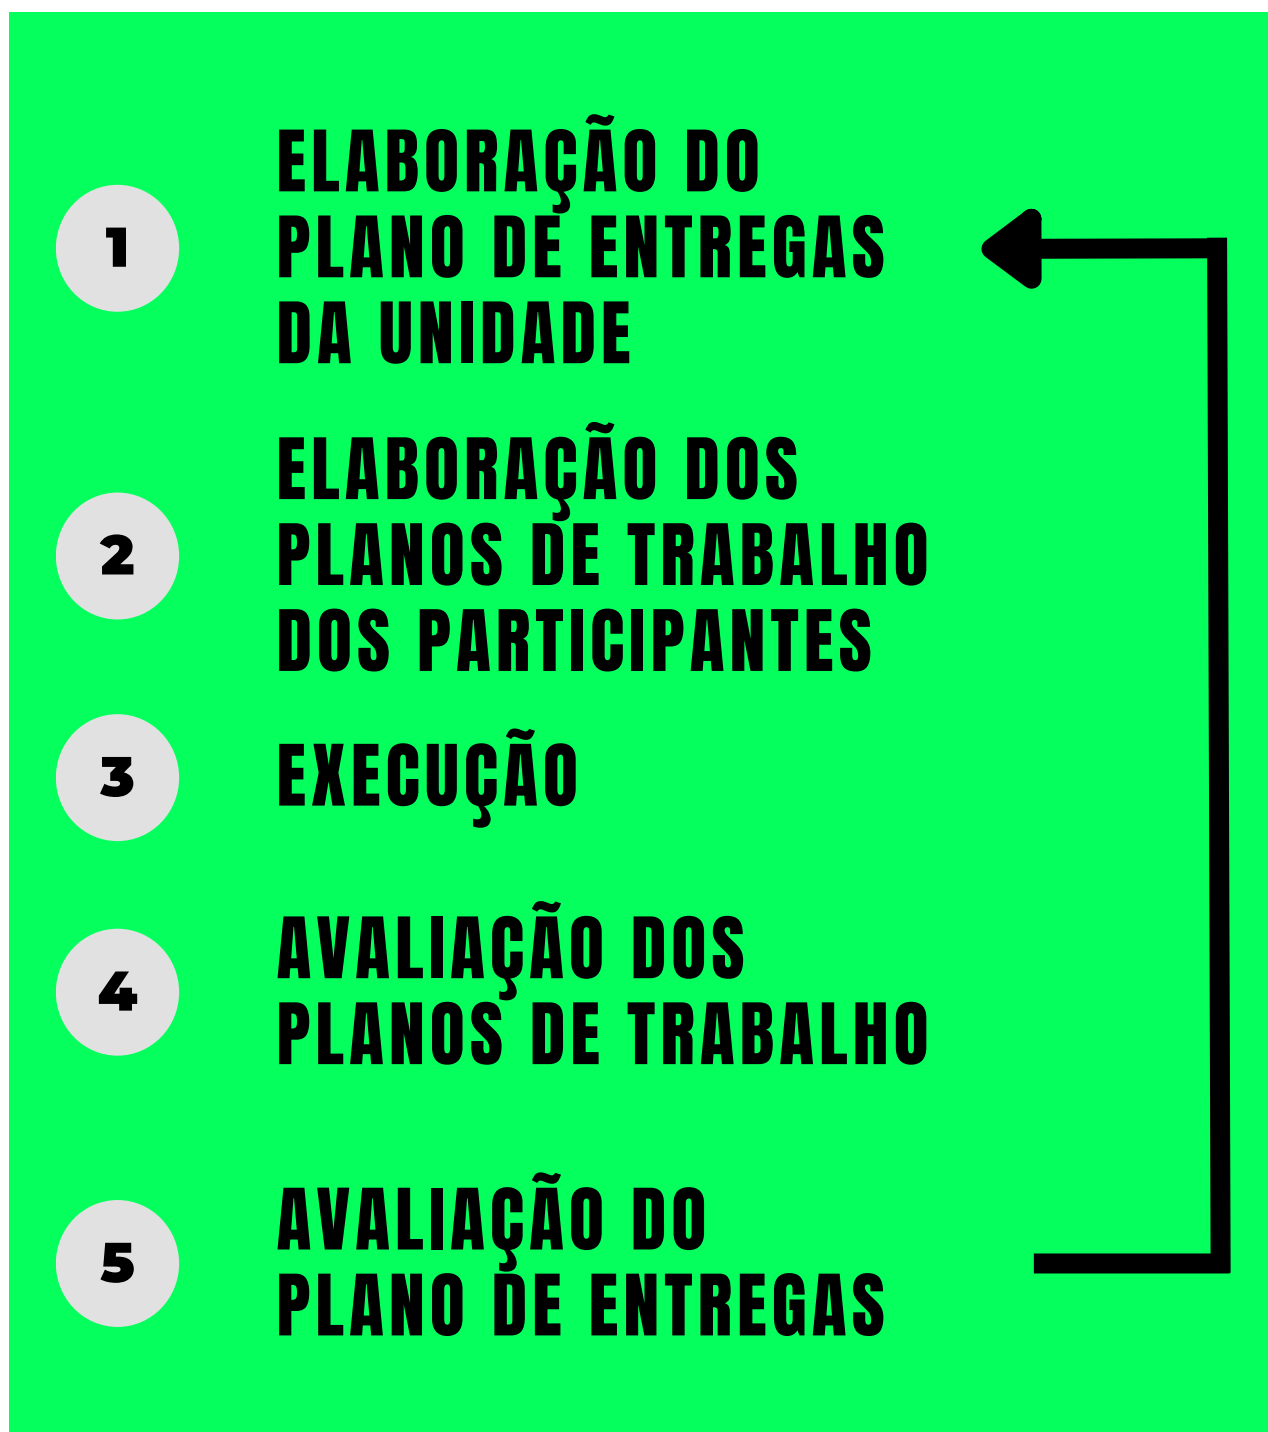 1
ELABORAÇÃO DO
PLANO DE ENTREGAS
DA UNIDADE
2
ELABORAÇÃO DOS
PLANOS DE TRABALHO
DOS PARTICIPANTES
3
EXECUÇÃO
4
AVALIAÇÃO DOS
PLANOS DE TRABALHO
5
AVALIAÇÃO DO
PLANO DE ENTREGAS